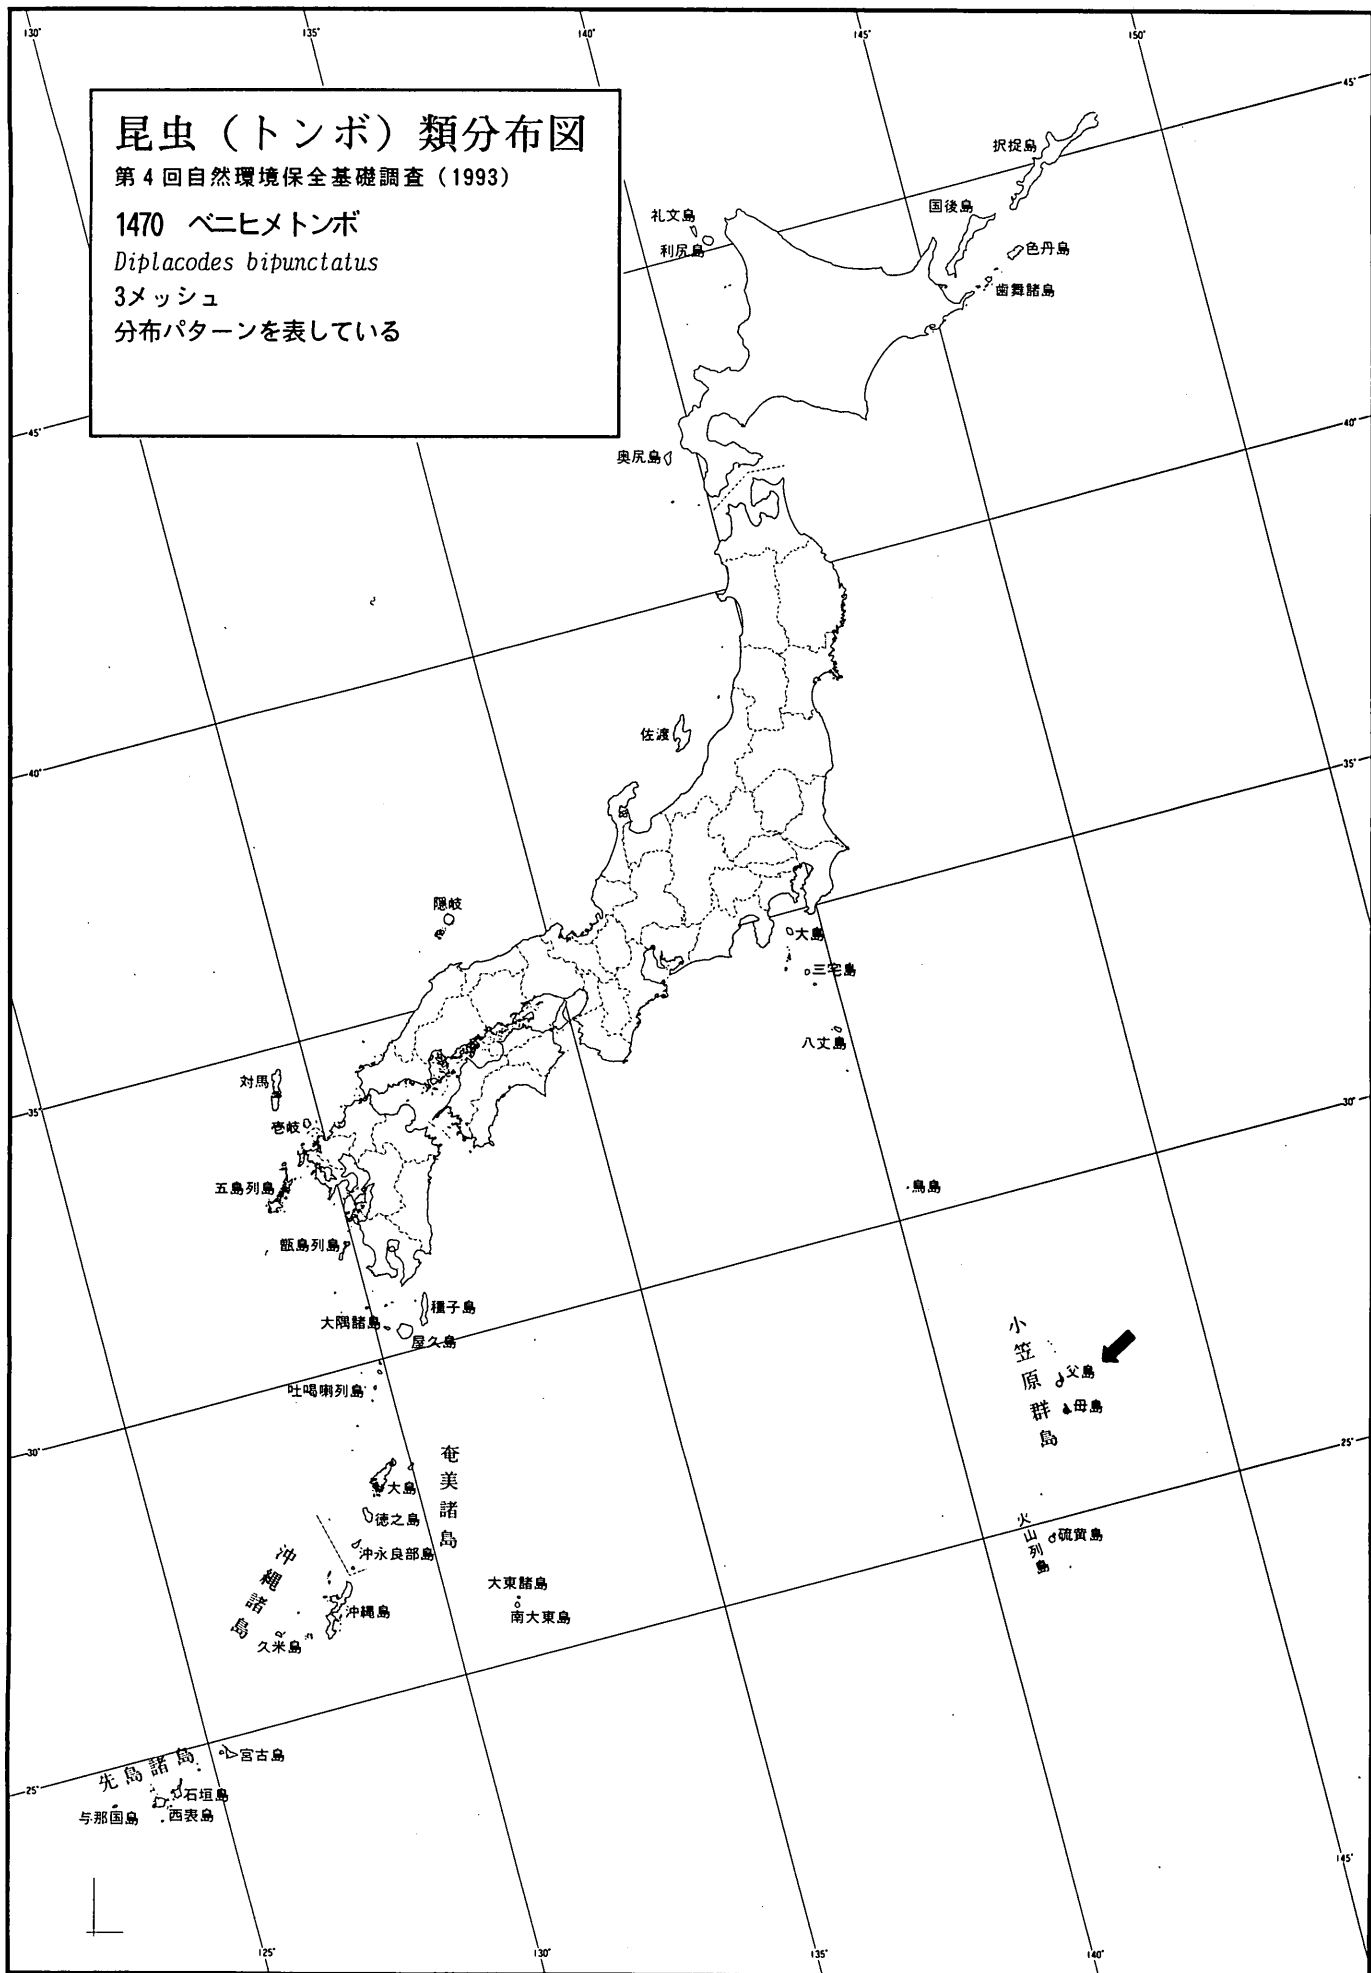 130°
135°
140°
145°
150°
45°
昆虫（トンボ）類分布図
第4回自然環境保全基礎調査（1993）
1470 ベニヒメトンボ
Diplacodes bipunctatus
3メッシュ
分布パターンを表している
択捉島
国後島
色丹島
歯舞諸島
礼文島
利尻島
45°
40°
奥尻島
佐渡
40°
35°
隠岐
大島
三宅島
八丈島
対馬
35°
壱岐
30°
五島列島
鳥島
甑島列島
種子島
大隅諸島
屋久島
小笠原群島
父島
母島
吐噶喇列島
30°
25°
奄美諸島
大島
徳之島
沖永良部島
火山列島
硫黄島
沖縄諸島
沖縄島
久米島
大東諸島
南大東島
先島諸島
宮古島
25°
石垣島
与那国島
西表島
145°
125°
130°
135°
140°